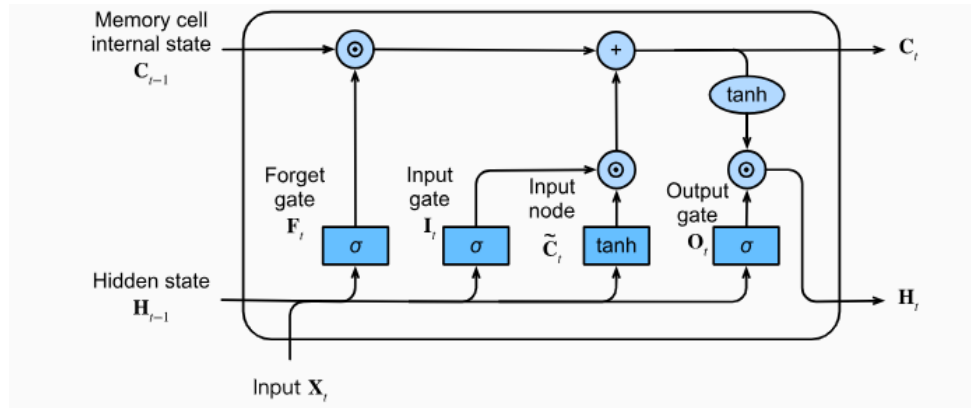 Memory cell
internal state
C_{t-1}
⊙
+
C_t
tanh
⊙
⊙
Forget
gate
F_t
Input
gate
I_t
Input
node
C̃_t
Output
gate
O_t
σ
σ
tanh
σ
Hidden state
H_{t-1}
H_t
Input X_t